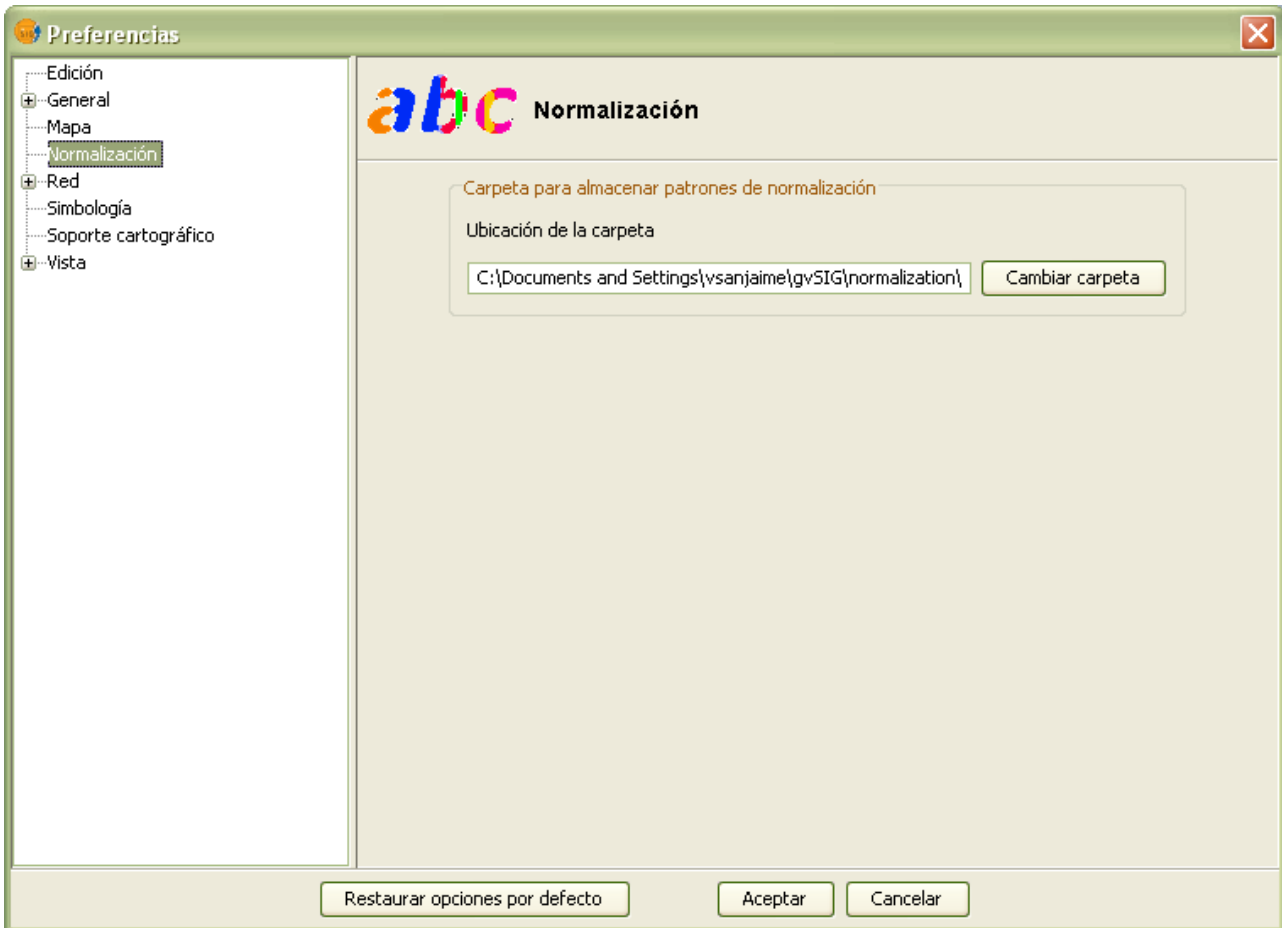 Preferencias
Edición
General
Mapa
Normalización
Red
Simbología
Soporte cartográfico
Vista
abc Normalización
Carpeta para almacenar patrones de normalización
Ubicación de la carpeta
C:\Documents and Settings\vsanjaime\gvSIG\normalization\ Cambiar carpeta
Restaurar opciones por defecto Aceptar Cancelar